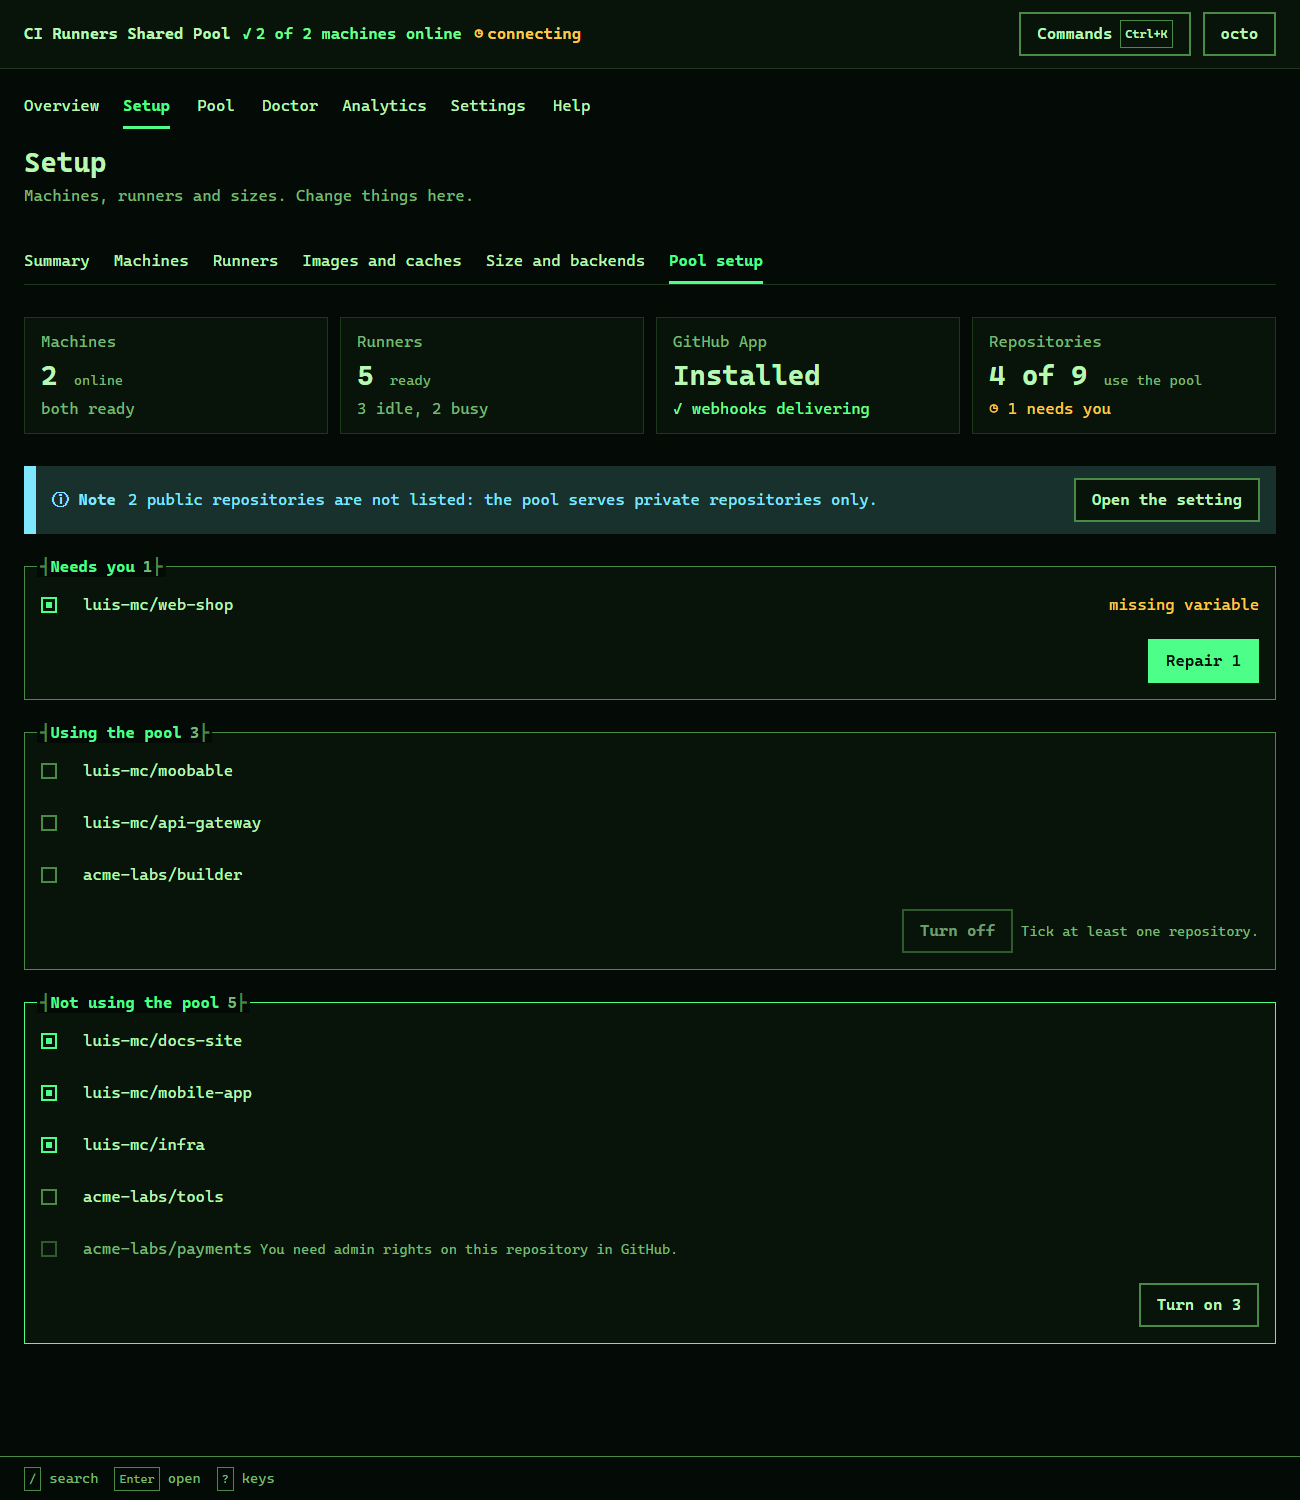 CI Runners Shared Pool ✓ 2 of 2 machines online ◔ connecting
Commands Ctrl+K
octo
Overview Setup Pool Doctor Analytics Settings Help
Setup
Machines, runners and sizes. Change things here.
Summary Machines Runners Images and caches Size and backends Pool setup
Machines
2 online
both ready
Runners
5 ready
3 idle, 2 busy
GitHub App
Installed
✓ webhooks delivering
Repositories
4 of 9 use the pool
◔ 1 needs you
ⓘ Note 2 public repositories are not listed: the pool serves private repositories only.
Open the setting
Needs you 1
luis-mc/web-shop
missing variable
Repair 1
Using the pool 3
luis-mc/moobable
luis-mc/api-gateway
acme-labs/builder
Turn off Tick at least one repository.
Not using the pool 5
luis-mc/docs-site
luis-mc/mobile-app
luis-mc/infra
acme-labs/tools
acme-labs/payments You need admin rights on this repository in GitHub.
Turn on 3
/ search Enter open ? keys